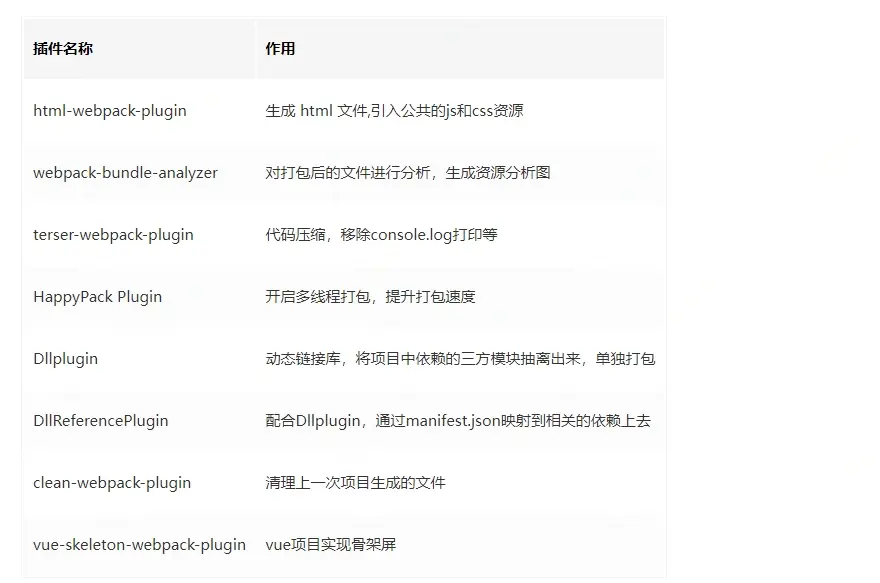 插件名称 作用
html-webpack-plugin 生成 html 文件,引入公共的js和css资源
webpack-bundle-analyzer 对打包后的文件进行分析，生成资源分析图
terser-webpack-plugin 代码压缩，移除console.log打印等
HappyPack Plugin 开启多线程打包，提升打包速度
Dllplugin 动态链接库，将项目中依赖的三方模块抽离出来，单独打包
DllReferencePlugin 配合Dllplugin，通过manifest.json映射到相关的依赖上去
clean-webpack-plugin 清理上一次项目生成的文件
vue-skeleton-webpack-plugin vue项目实现骨架屏